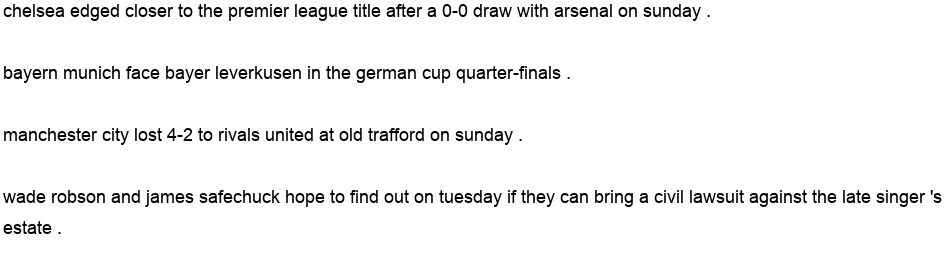 chelsea edged closer to the premier league title after a 0-0 draw with arsenal on sunday .
bayern munich face bayer leverkusen in the german cup quarter-finals .
manchester city lost 4-2 to rivals united at old trafford on sunday .
wade robson and james safechuck hope to find out on tuesday if they can bring a civil lawsuit against the late singer 's
estate .